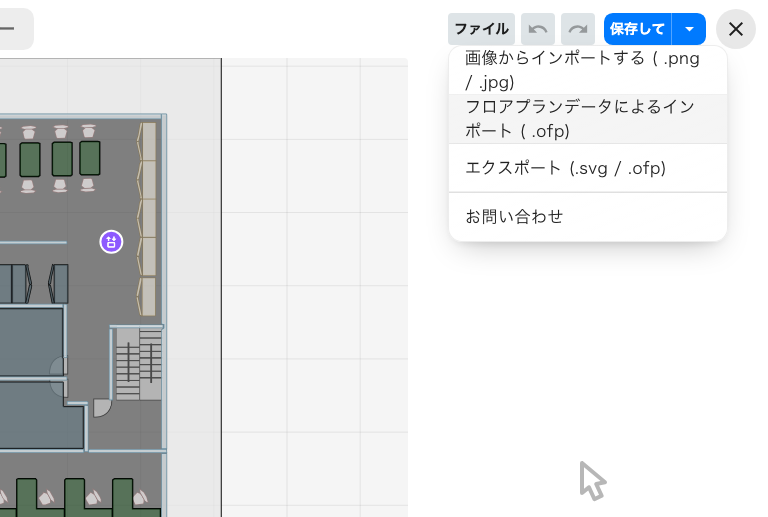 ファイル
保存して
画像からインポートする ( .png
/ .jpg)
フロアプランデータによるイン
ポート ( .ofp)
エクスポート (.svg / .ofp)
お問い合わせ